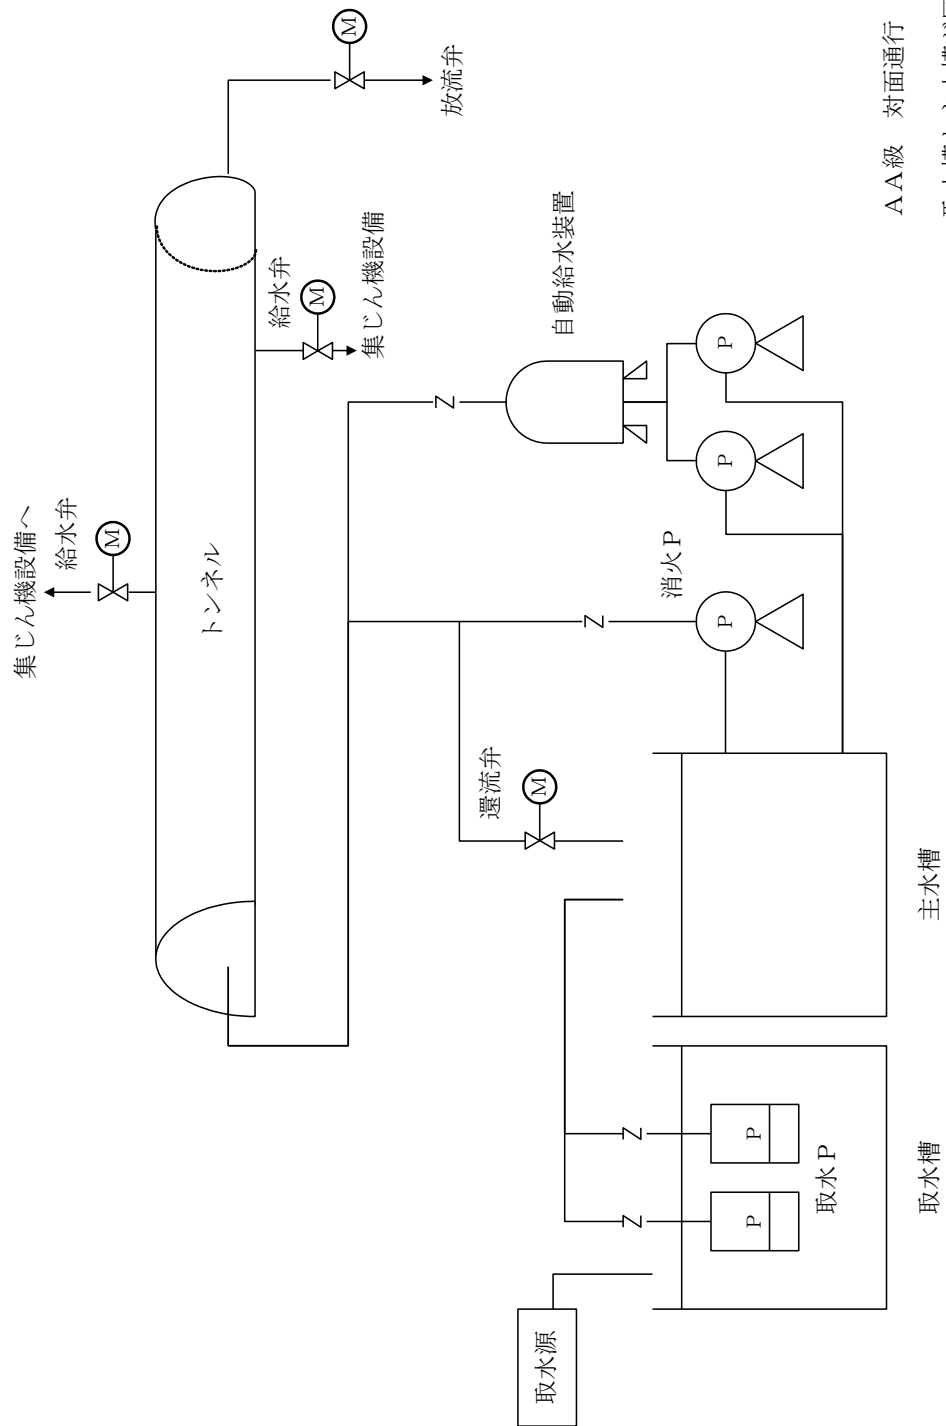 集じん機設備へ
給水弁
M
トンネル
給水弁
M
集じん機設備
M
放流弁
自動給水装置
Z
Z
消火P
P
P
P
還流弁
M
Z
Z
P
P
取水P
取水源
取水槽
主水槽
AA級　対面通行